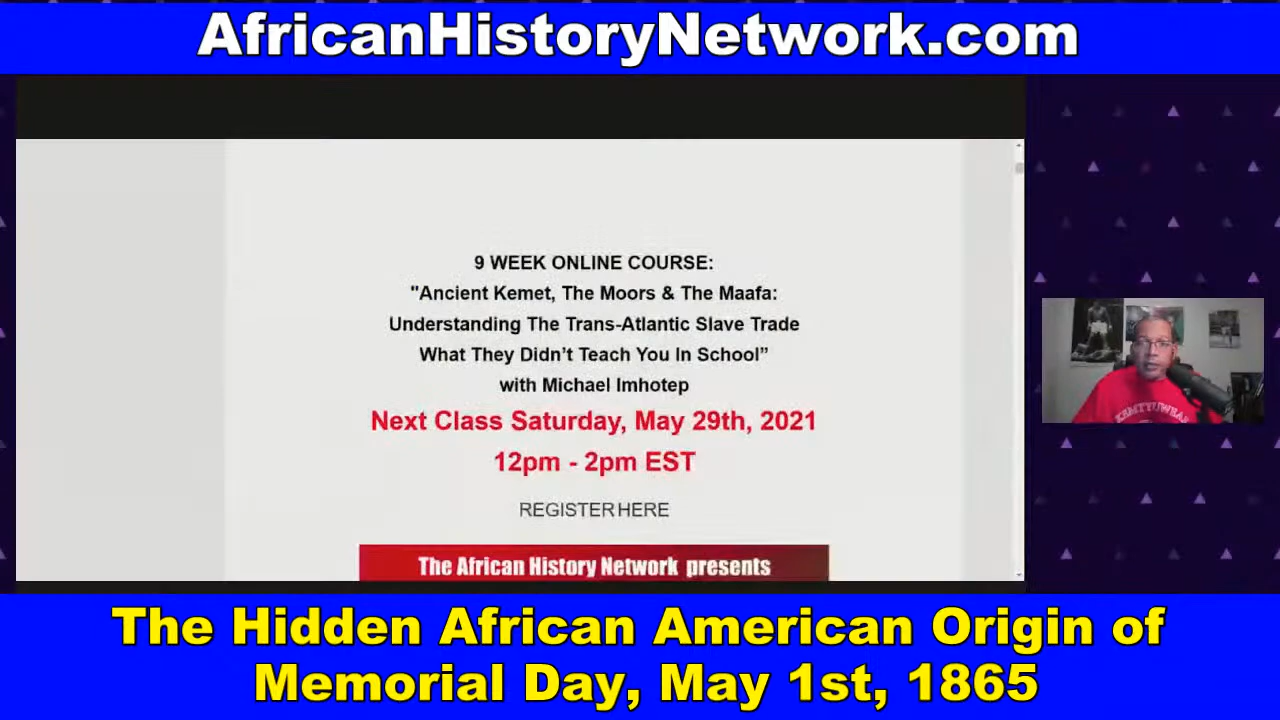 AfricanHistoryNetwork.com
9 WEEK ONLINE COURSE:
"Ancient Kemet, The Moors & The Maafa:
Understanding The Trans-Atlantic Slave Trade
What They Didn't Teach You In School”
with Michael Imhotep
Next Class Saturday, May 29th, 2021
12pm - 2pm EST
REGISTER HERE
The African History Network presents
The Hidden African American Origin of
Memorial Day, May 1st, 1865